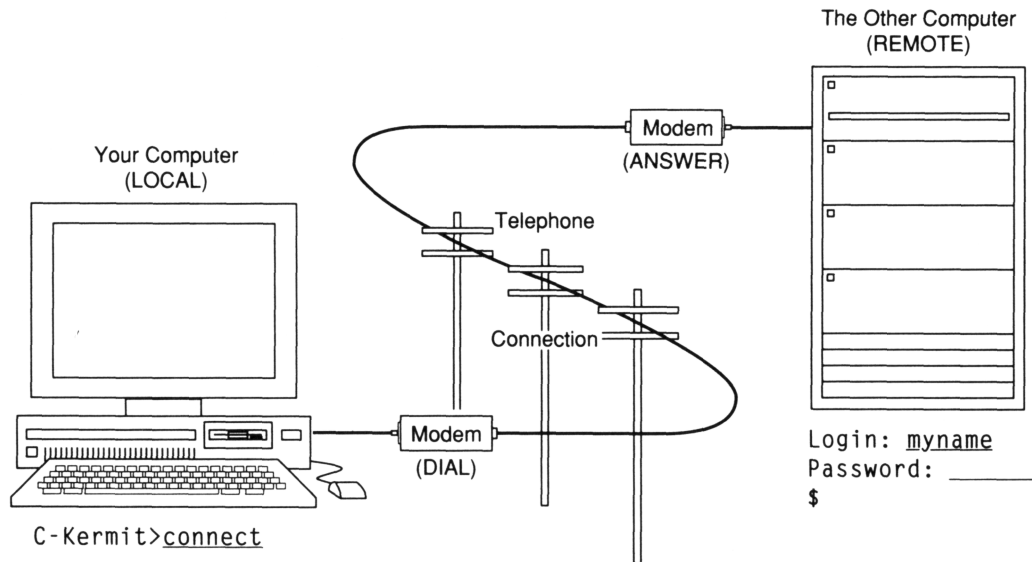 The Other Computer
(REMOTE)
Modem
(ANSWER)
Your Computer
(LOCAL)
Telephone
Connection
Modem
(DIAL)
Login: myname
Password:
$
C-Kermit>connect